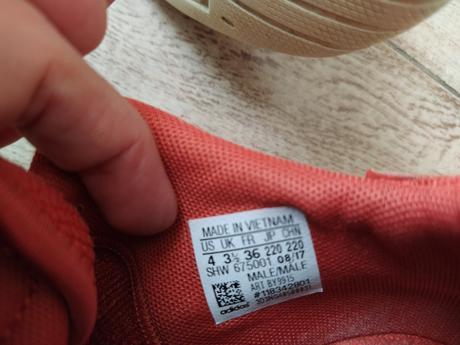 MADE IN VIETNAM
US UK FR JP CHN
4 3½ 36 220 220
SHW 675001 08/17
MALE/MALE
ART BY9915
#118342801
adidas